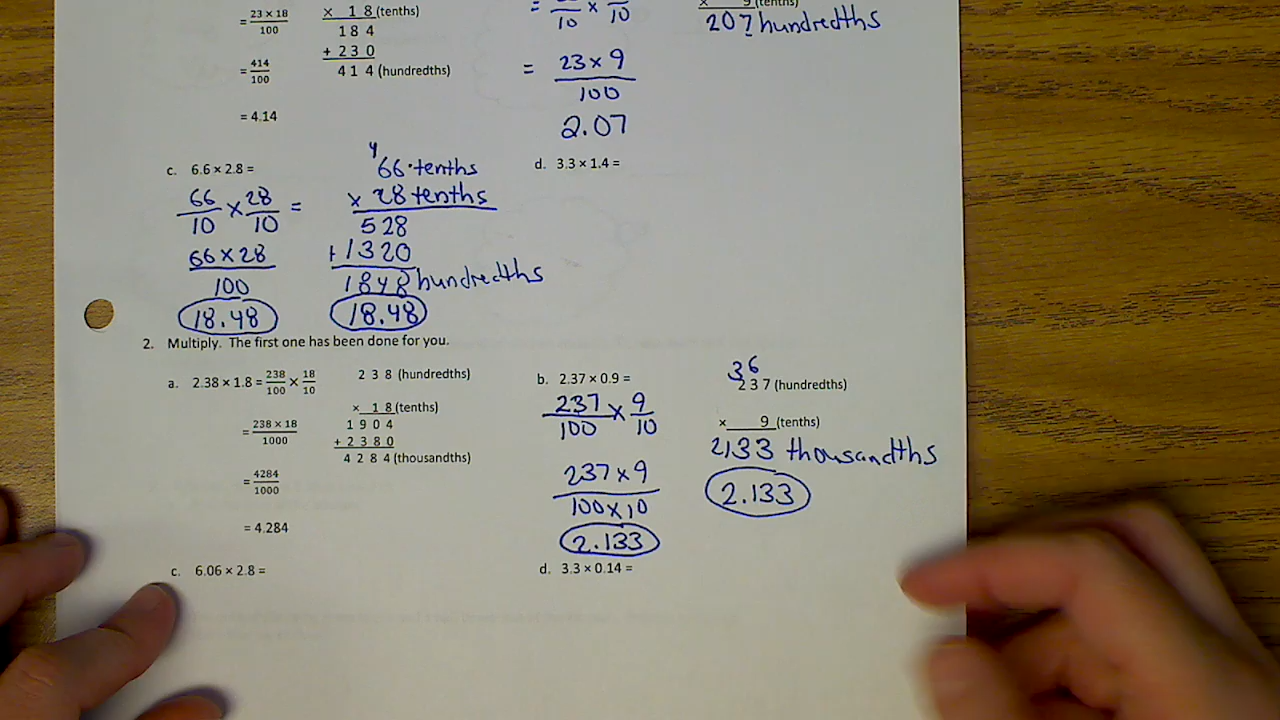 = 23 × 18 / 100
× 1 8 (tenths)
1 8 4
+ 2 3 0
4 1 4 (hundredths)
= 414 / 100
= 4.14
= / 10 × / 10
× 9 (tenths)
207 hundredths
= 23 × 9 / 100
2.07
c. 6.6 × 2.8 =
66/10 × 28/10 =
66 × 28 / 100
18.48
4
66 tenths
× 28 tenths
528
+1320
1848 hundredths
18.48
d. 3.3 × 1.4 =
2. Multiply. The first one has been done for you.
a. 2.38 × 1.8 = 238/100 × 18/10
= 238 × 18 / 1000
= 4284 / 1000
= 4.284
2 3 8 (hundredths)
× 1 8 (tenths)
1 9 0 4
+ 2 3 8 0
4 2 8 4 (thousandths)
b. 2.37 × 0.9 =
237/100 × 9/10
237 × 9 / 100 × 10
2.133
36
2 3 7 (hundredths)
× 9 (tenths)
2133 thousandths
2.133
c. 6.06 × 2.8 =
d. 3.3 × 0.14 =